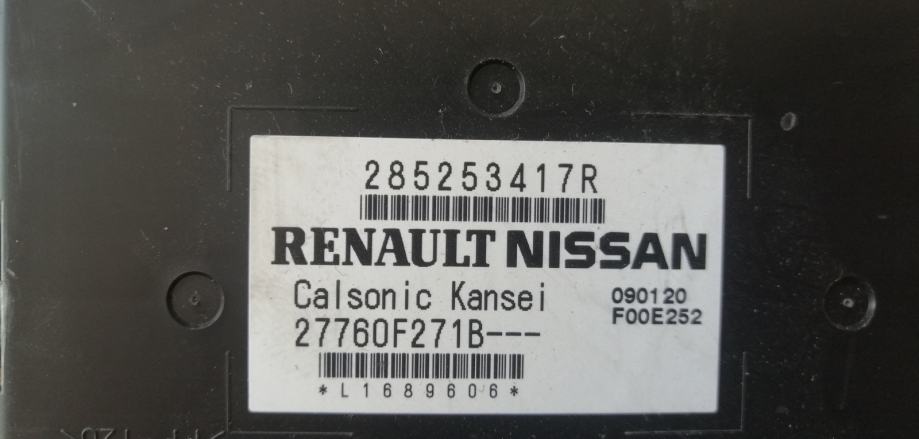 285253417R
RENAULT NISSAN
Calsonic Kansei
27760F271B---
090120
F00E252
*L1689606*